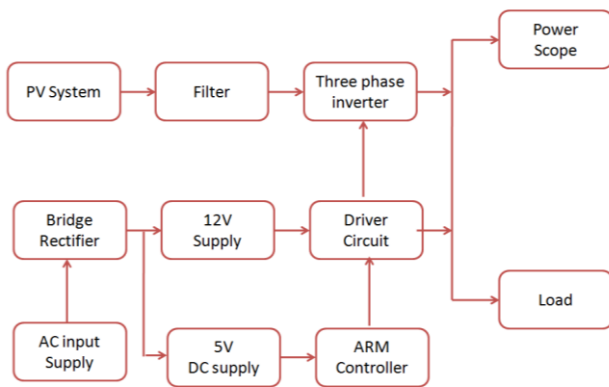 Power
Scope
PV System
Filter
Three phase
inverter
Bridge
Rectifier
12V
Supply
Driver
Circuit
Load
AC input
Supply
5V
DC supply
ARM
Controller